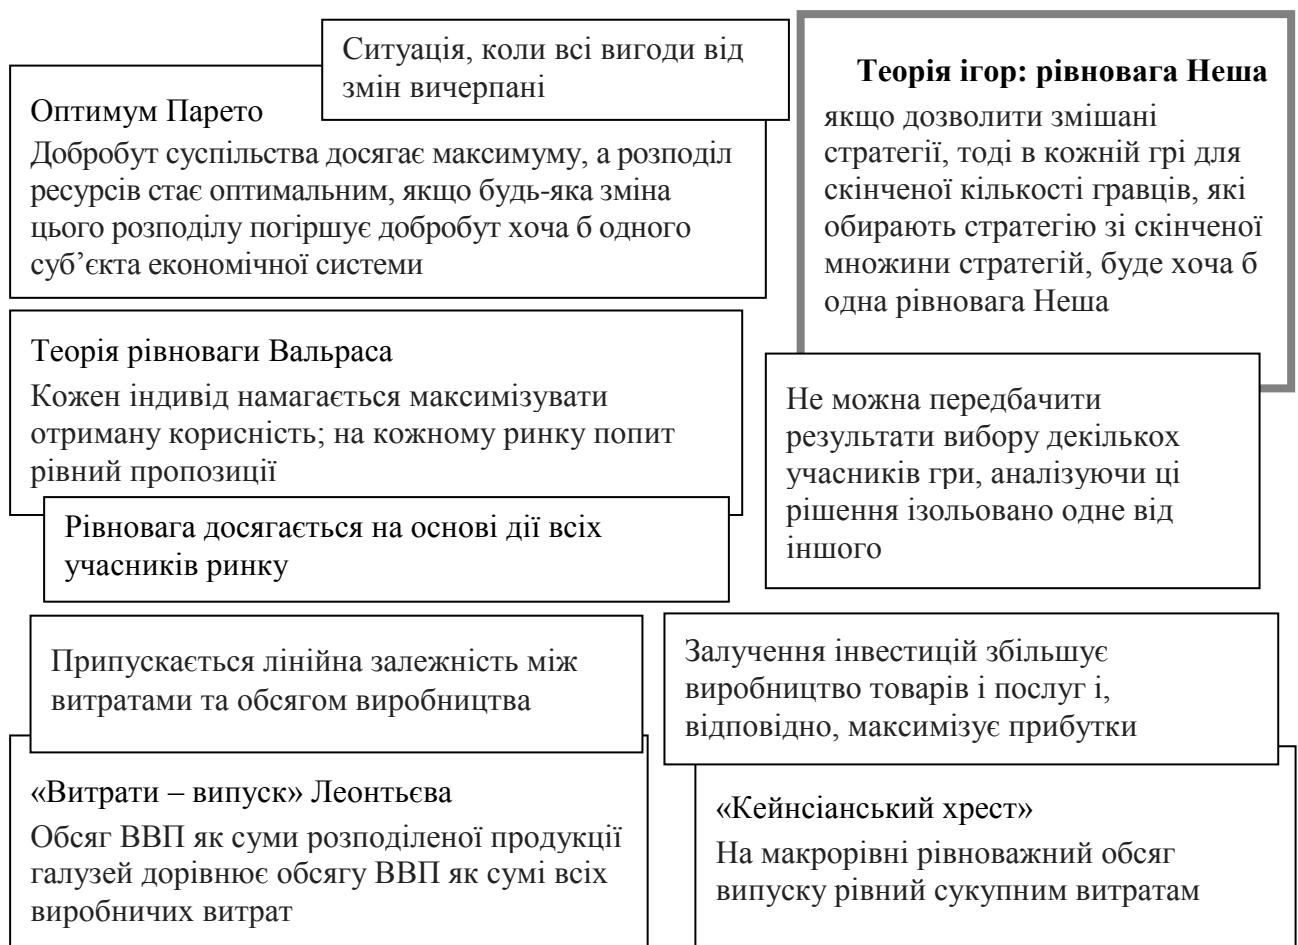 Ситуація, коли всі вигоди від
змін вичерпані
Оптимум Парето
Добробут суспільства досягає максимуму, а розподіл
ресурсів стає оптимальним, якщо будь-яка зміна
цього розподілу погіршує добробут хоча б одного
суб’єкта економічної системи
Теорія ігор: рівновага Неша
якщо дозволити змішані
стратегії, тоді в кожній грі для
скінченої кількості гравців, які
обирають стратегію зі скінченої
множини стратегій, буде хоча б
одна рівновага Неша
Теорія рівноваги Вальраса
Кожен індивід намагається максимізувати
отриману корисність; на кожному ринку попит
рівний пропозиції
Рівновага досягається на основі дії всіх
учасників ринку
Не можна передбачити
результати вибору декількох
учасників гри, аналізуючи ці
рішення ізольовано одне від
іншого
Припускається лінійна залежність між
витратами та обсягом виробництва
«Витрати – випуск» Леонтьєва
Обсяг ВВП як суми розподіленої продукції
галузей дорівнює обсягу ВВП як сумі всіх
виробничих витрат
Залучення інвестицій збільшує
виробництво товарів і послуг і,
відповідно, максимізує прибутки
«Кейнсіанський хрест»
На макрорівні рівноважний обсяг
випуску рівний сукупним витратам